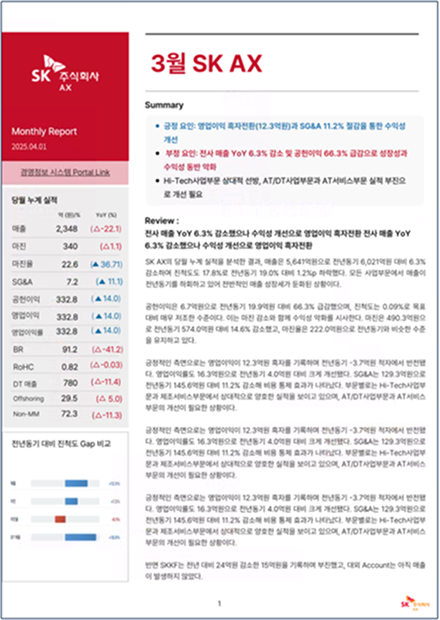 SK 주식회사
AX
Monthly Report
2025.04.01
경영정보 시스템 Portal Link
당월 누계 실적
억 (원)/% YoY (%)
매출 2,348 (△-22.1)
마진 340 (△1.1)
마진율 22.6 (▲ 36.71)
SG&A 7.2 (▲ 11.1)
공헌이익 332.8 (▲ 14.0)
영업이익 332.8 (▲ 14.0)
영업이익률 332.8 (▲ 14.0)
BR 91.2 (△-41.2)
RoHC 0.82 (△-0.03)
DT 매출 780 (△-11.4)
Offshoring 29.5 (△ 5.0)
Non-MM 72.3 (△-11.3)
전년동기 대비 진척도 Gap 비교
3월 SK AX
Summary
• 긍정 요인: 영업이익 흑자전환(12.3억원)과 SG&A 11.2% 절감을 통한 수익성
개선
• 부정 요인: 전사 매출 YoY 6.3% 감소 및 공헌이익 66.3% 급감으로 성장성과
수익성 동반 악화
• Hi-Tech사업부문 상대적 선방, AT/DT사업부문과 AT서비스부문 실적 부진으
로 개선 필요
Review :
전사 매출 YoY 6.3% 감소했으나 수익성 개선으로 영업이익 흑자전환 전사 매출 YoY
6.3% 감소했으나 수익성 개선으로 영업이익 흑자전환
SK AX의 당월 누계 실적을 분석한 결과, 매출은 5,641억원으로 전년동기 6,021억원 대비 6.3%
감소하며 진척도도 17.8%로 전년동기 19.0% 대비 1.2%p 하락했다. 모든 사업부문에서 매출이
전년동기를 하회하고 있어 전반적인 매출 성장세가 둔화된 상황이다.
공헌이익은 6.7억원으로 전년동기 19.9억원 대비 66.3% 급감했으며, 진척도는 0.09%로 목표
대비 매우 저조한 수준이다. 이는 마진 감소와 함께 수익성 악화를 시사한다. 마진은 490.3억원으
로 전년동기 574.0억원 대비 14.6% 감소했고, 마진율은 222.0억원으로 전년동기와 비슷한 수준
을 유지하고 있다.
긍정적인 측면으로는 영업이익이 12.3억원 흑자를 기록하며 전년동기 -3.7억원 적자에서 반전됐
다. 영업이익률도 16.3억원으로 전년동기 4.0억원 대비 크게 개선됐다. SG&A는 129.3억원으로
전년동기 145.6억원 대비 11.2% 감소해 비용 통제 효과가 나타났다. 부문별로는 Hi-Tech사업부
문과 제조서비스부문에서 상대적으로 양호한 실적을 보이고 있으며, AT/DT사업부문과 AT서비스
부문의 개선이 필요한 상황이다.
긍정적인 측면으로는 영업이익이 12.3억원 흑자를 기록하며 전년동기 -3.7억원 적자에서 반전됐
다. 영업이익률도 16.3억원으로 전년동기 4.0억원 대비 크게 개선됐다. SG&A는 129.3억원으로
전년동기 145.6억원 대비 11.2% 감소해 비용 통제 효과가 나타났다. 부문별로는 Hi-Tech사업부
문과 제조서비스부문에서 상대적으로 양호한 실적을 보이고 있으며, AT/DT사업부문과 AT서비스
부문의 개선이 필요한 상황이다.
긍정적인 측면으로는 영업이익이 12.3억원 흑자를 기록하며 전년동기 -3.7억원 적자에서 반전됐
다. 영업이익률도 16.3억원으로 전년동기 4.0억원 대비 크게 개선됐다. SG&A는 129.3억원으로
전년동기 145.6억원 대비 11.2% 감소해 비용 통제 효과가 나타났다. 부문별로는 Hi-Tech사업부
문과 제조서비스부문에서 상대적으로 양호한 실적을 보이고 있으며, AT/DT사업부문과 AT서비스
부문의 개선이 필요한 상황이다.
반면 SKKF는 전년 대비 24억원 감소한 15억원을 기록하며 부진했고, 대외 Account는 아직 매출
이 발생하지 않았다.
1
SK 주식회사
AX